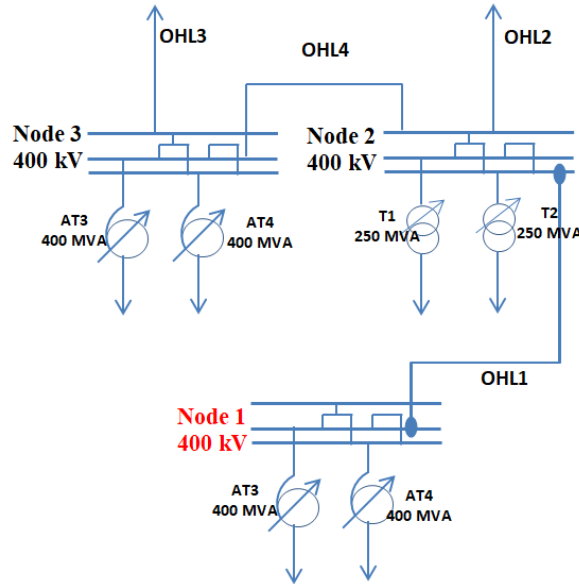 OHL3
OHL2
OHL4
Node 3
400 kV
Node 2
400 kV
AT3
400 MVA
AT4
400 MVA
T1
250 MVA
T2
250 MVA
OHL1
Node 1
400 kV
AT3
400 MVA
AT4
400 MVA